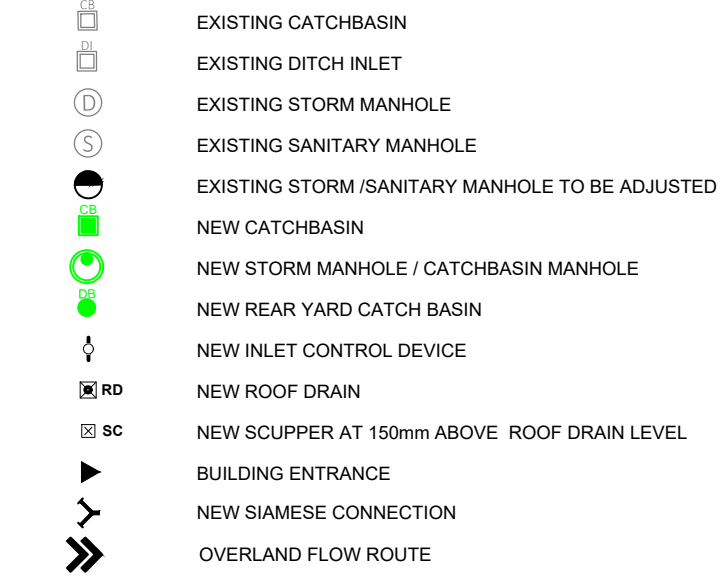 CB
EXISTING CATCHBASIN
DI
EXISTING DITCH INLET
D EXISTING STORM MANHOLE
S EXISTING SANITARY MANHOLE
EXISTING STORM /SANITARY MANHOLE TO BE ADJUSTED
CB
NEW CATCHBASIN
NEW STORM MANHOLE / CATCHBASIN MANHOLE
DB
NEW REAR YARD CATCH BASIN
NEW INLET CONTROL DEVICE
RD NEW ROOF DRAIN
SC NEW SCUPPER AT 150mm ABOVE ROOF DRAIN LEVEL
BUILDING ENTRANCE
NEW SIAMESE CONNECTION
OVERLAND FLOW ROUTE